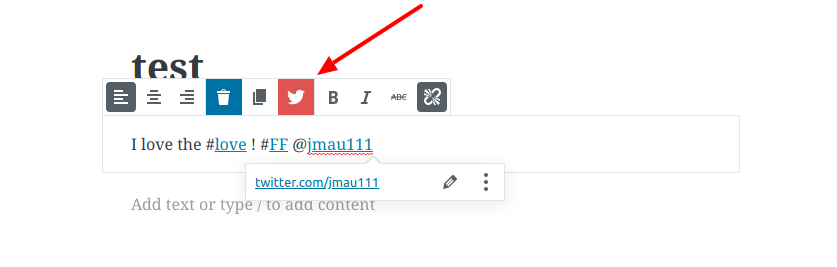 test
B I ABC
I love the #love ! #FF @jmau111
twitter.com/jmau111
Add text or type / to add content